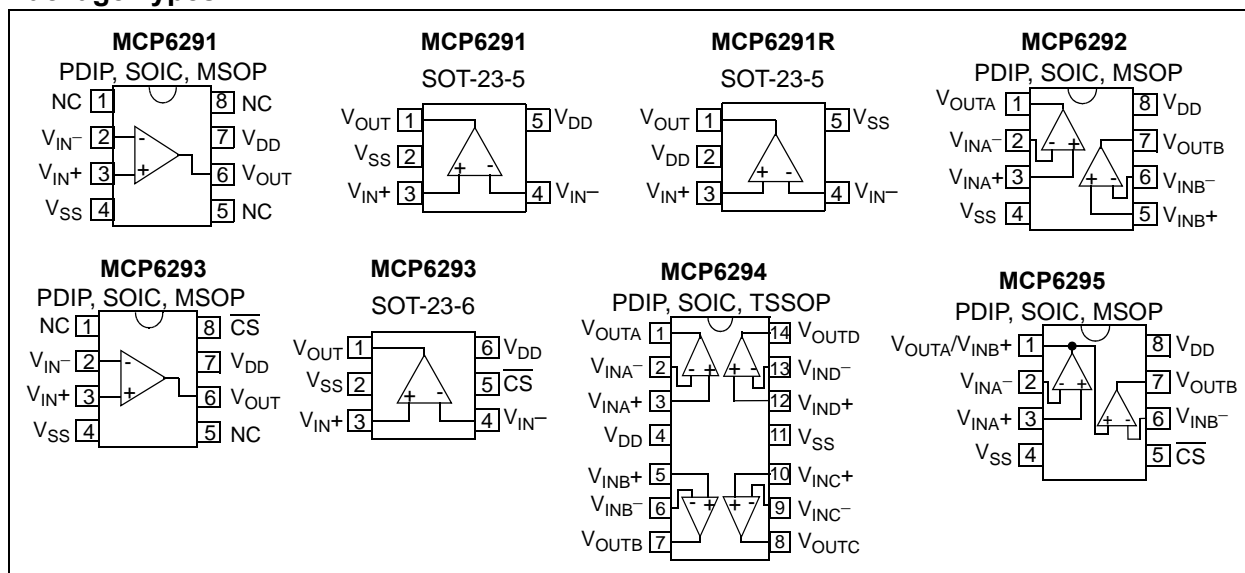 MCP6291
PDIP, SOIC, MSOP
NC 1
8 NC
VIN– 2
7 VDD
VIN+ 3
6 VOUT
VSS 4
5 NC
-
+
MCP6291
SOT-23-5
VOUT 1
5 VDD
VSS 2
VIN+ 3
4 VIN–
+ -
MCP6291R
SOT-23-5
VOUT 1
5 VSS
VDD 2
VIN+ 3
4 VIN–
+ -
MCP6292
PDIP, SOIC, MSOP
VOUTA 1
8 VDD
VINA– 2
7 VOUTB
VINA+ 3
6 VINB–
VSS 4
5 VINB+
- +
+ -
MCP6293
PDIP, SOIC, MSOP
NC 1
8 CS
VIN– 2
7 VDD
VIN+ 3
6 VOUT
VSS 4
5 NC
-
+
MCP6293
SOT-23-6
VOUT 1
6 VDD
VSS 2
5 CS
VIN+ 3
4 VIN–
+ -
MCP6294
PDIP, SOIC, TSSOP
VOUTA 1
14 VOUTD
VINA– 2
13 VIND–
VINA+ 3
12 VIND+
VDD 4
11 VSS
VINB+ 5
10 VINC+
VINB– 6
9 VINC–
VOUTB 7
8 VOUTC
- + + -
- + + -
MCP6295
PDIP, SOIC, MSOP
VOUTA/VINB+ 1
8 VDD
VINA– 2
7 VOUTB
VINA+ 3
6 VINB–
VSS 4
5 CS
- +
+ -